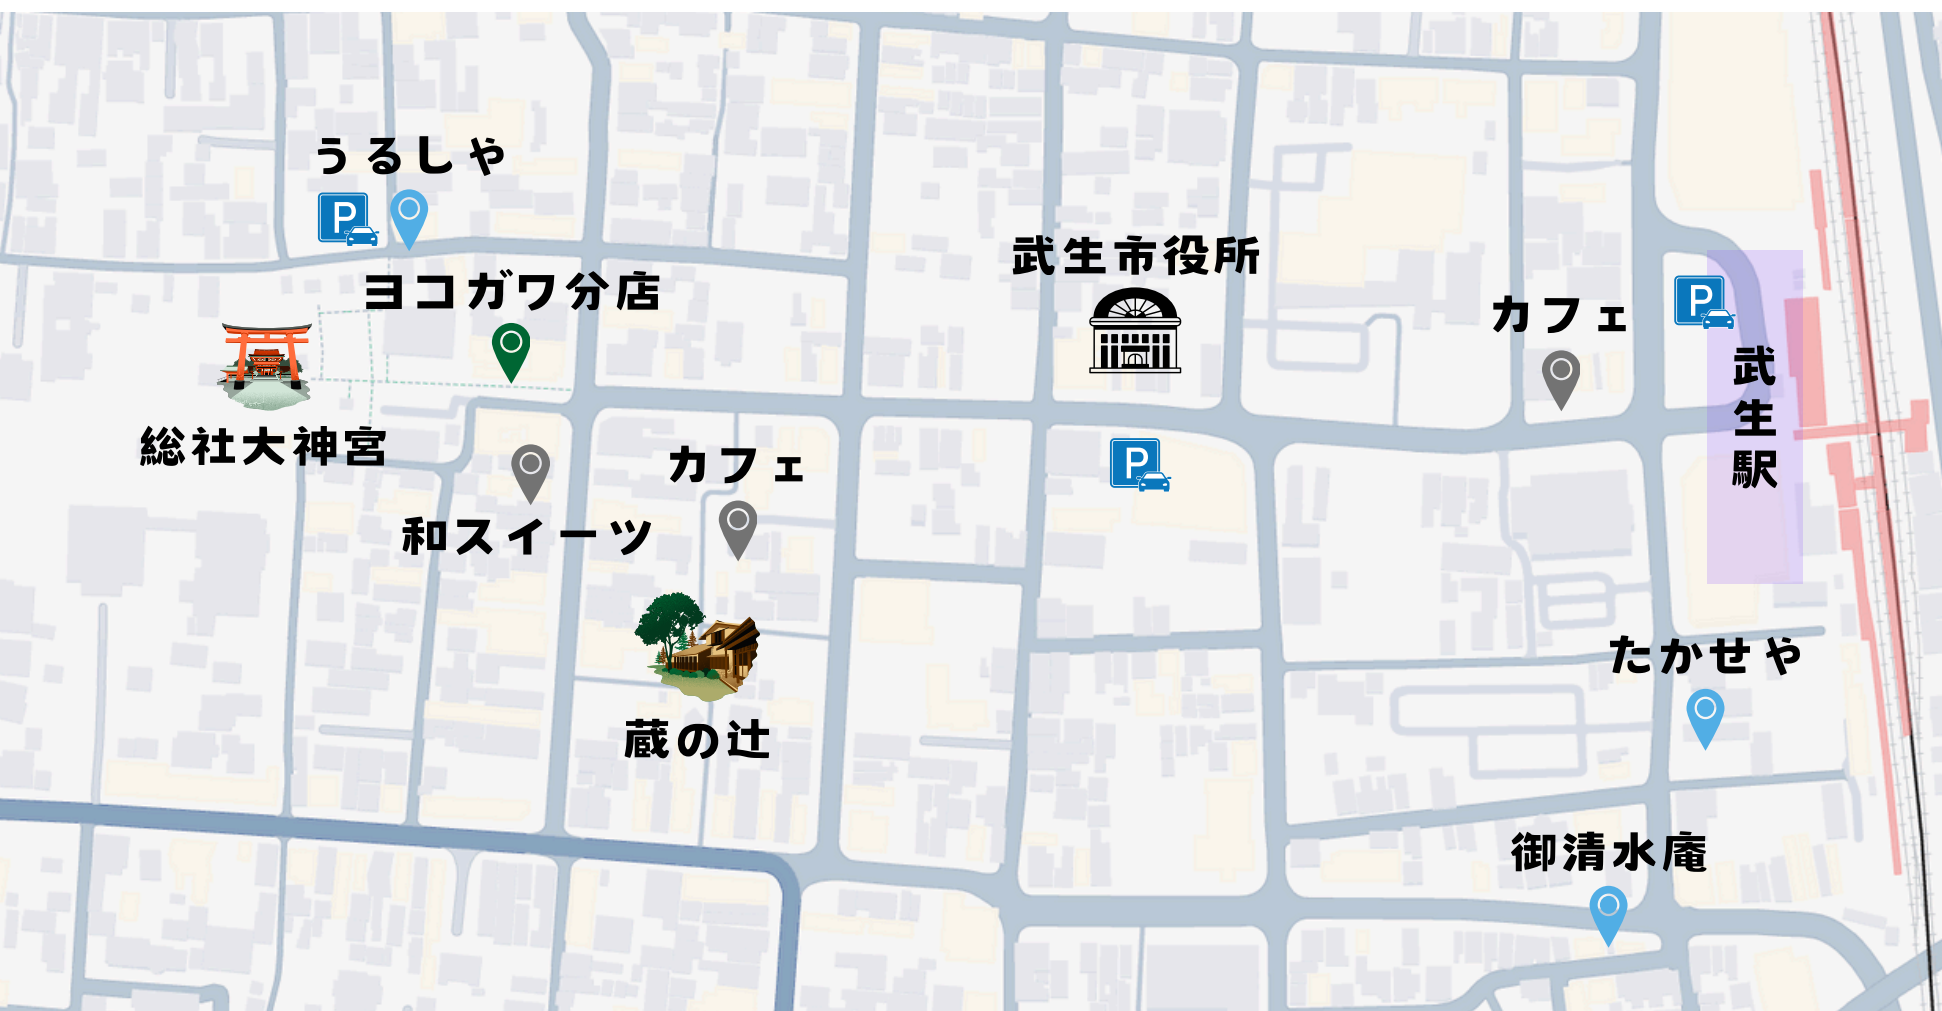 うるしや
P
ヨコガワ分店
総社大神宮
和スイーツ
カフェ
蔵の辻
武生市役所
P
カフェ
P
武生駅
たかせや
御清水庵